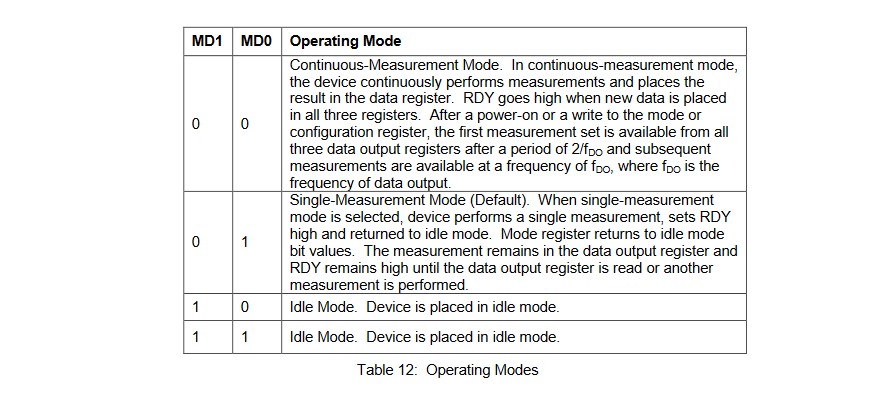 MD1 MD0 Operating Mode
Continuous-Measurement Mode. In continuous-measurement mode,
the device continuously performs measurements and places the
result in the data register. RDY goes high when new data is placed
in all three registers. After a power-on or a write to the mode or
0 0 configuration register, the first measurement set is available from all
three data output registers after a period of 2/fDO and subsequent
measurements are available at a frequency of fDO, where fDO is the
frequency of data output.
Single-Measurement Mode (Default). When single-measurement
mode is selected, device performs a single measurement, sets RDY
high and returned to idle mode. Mode register returns to idle mode
0 1 bit values. The measurement remains in the data output register and
RDY remains high until the data output register is read or another
measurement is performed.
1 0 Idle Mode. Device is placed in idle mode.
1 1 Idle Mode. Device is placed in idle mode.
Table 12: Operating Modes